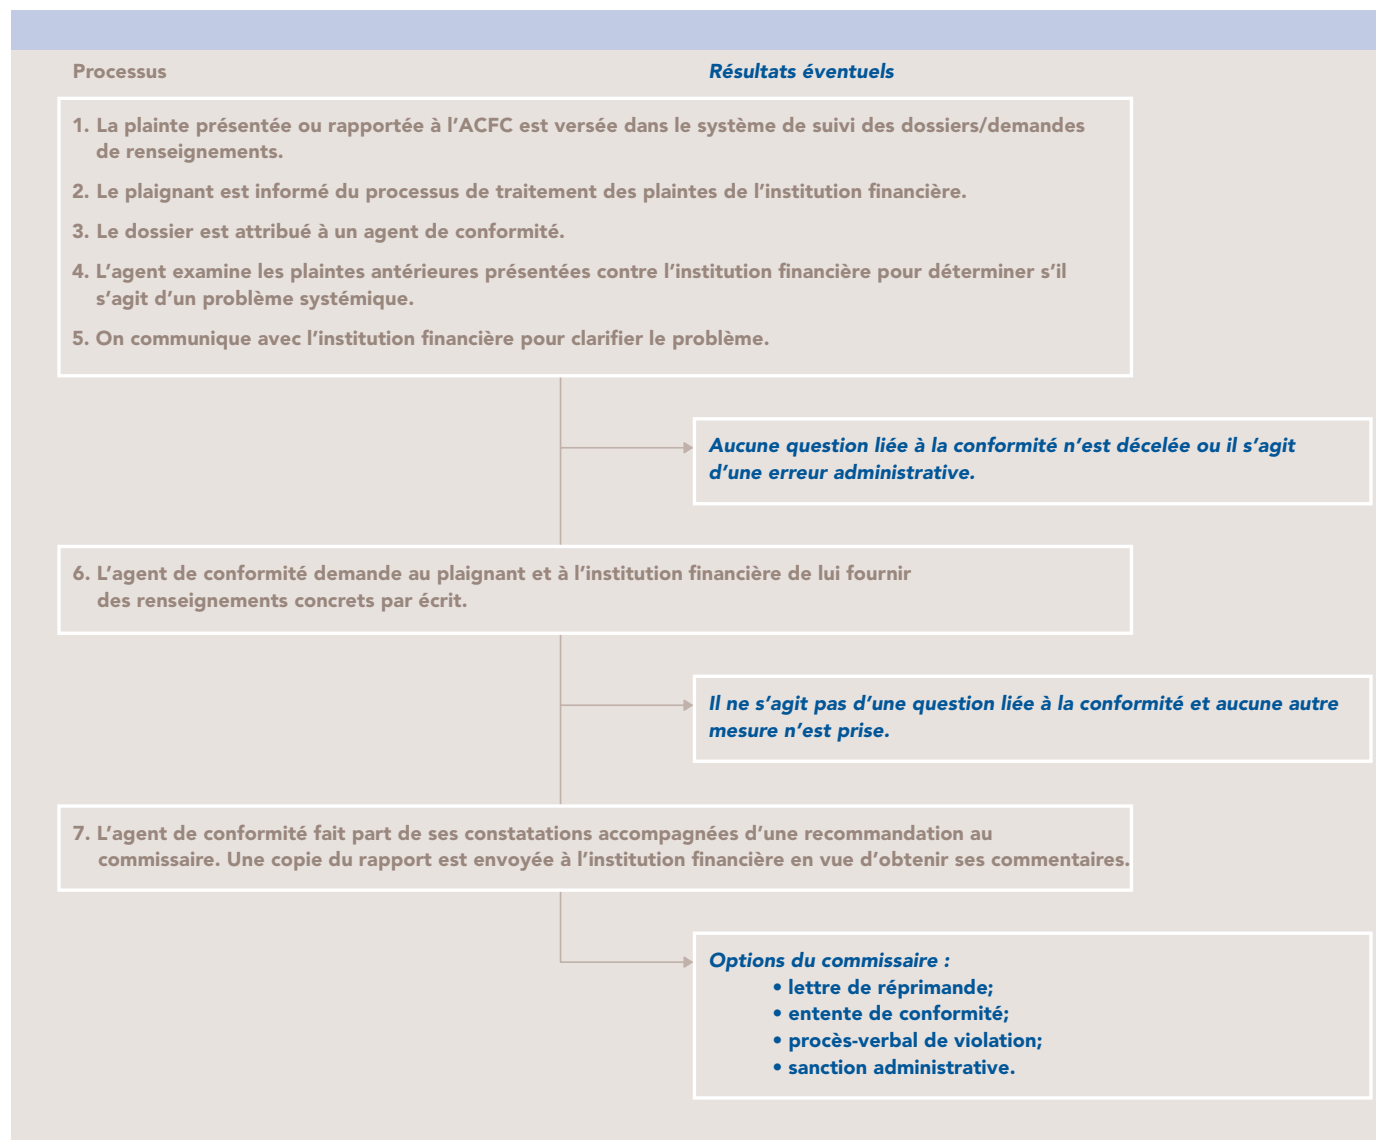 Processus
Résultats éventuels
1. La plainte présentée ou rapportée à l’ACFC est versée dans le système de suivi des dossiers/demandes
de renseignements.
2. Le plaignant est informé du processus de traitement des plaintes de l’institution financière.
3. Le dossier est attribué à un agent de conformité.
4. L’agent examine les plaintes antérieures présentées contre l’institution financière pour déterminer s’il
s’agit d’un problème systémique.
5. On communique avec l’institution financière pour clarifier le problème.
Aucune question liée à la conformité n’est décelée ou il s’agit
d’une erreur administrative.
6. L’agent de conformité demande au plaignant et à l’institution financière de lui fournir
des renseignements concrets par écrit.
Il ne s’agit pas d’une question liée à la conformité et aucune autre
mesure n’est prise.
7. L’agent de conformité fait part de ses constatations accompagnées d’une recommandation au
commissaire. Une copie du rapport est envoyée à l’institution financière en vue d’obtenir ses commentaires.
Options du commissaire :
• lettre de réprimande;
• entente de conformité;
• procès-verbal de violation;
• sanction administrative.